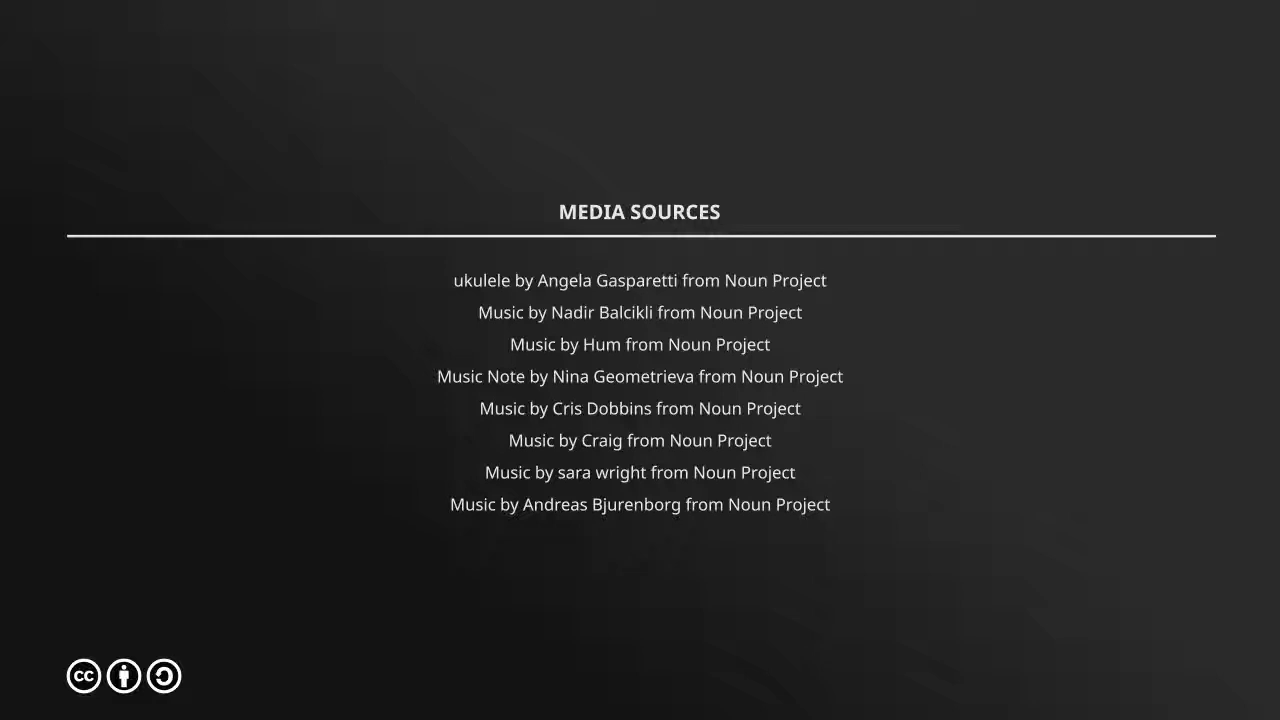 MEDIA SOURCES
ukulele by Angela Gasparetti from Noun Project
Music by Nadir Balcikli from Noun Project
Music by Hum from Noun Project
Music Note by Nina Geometrieva from Noun Project
Music by Cris Dobbins from Noun Project
Music by Craig from Noun Project
Music by sara wright from Noun Project
Music by Andreas Bjurenborg from Noun Project
cc